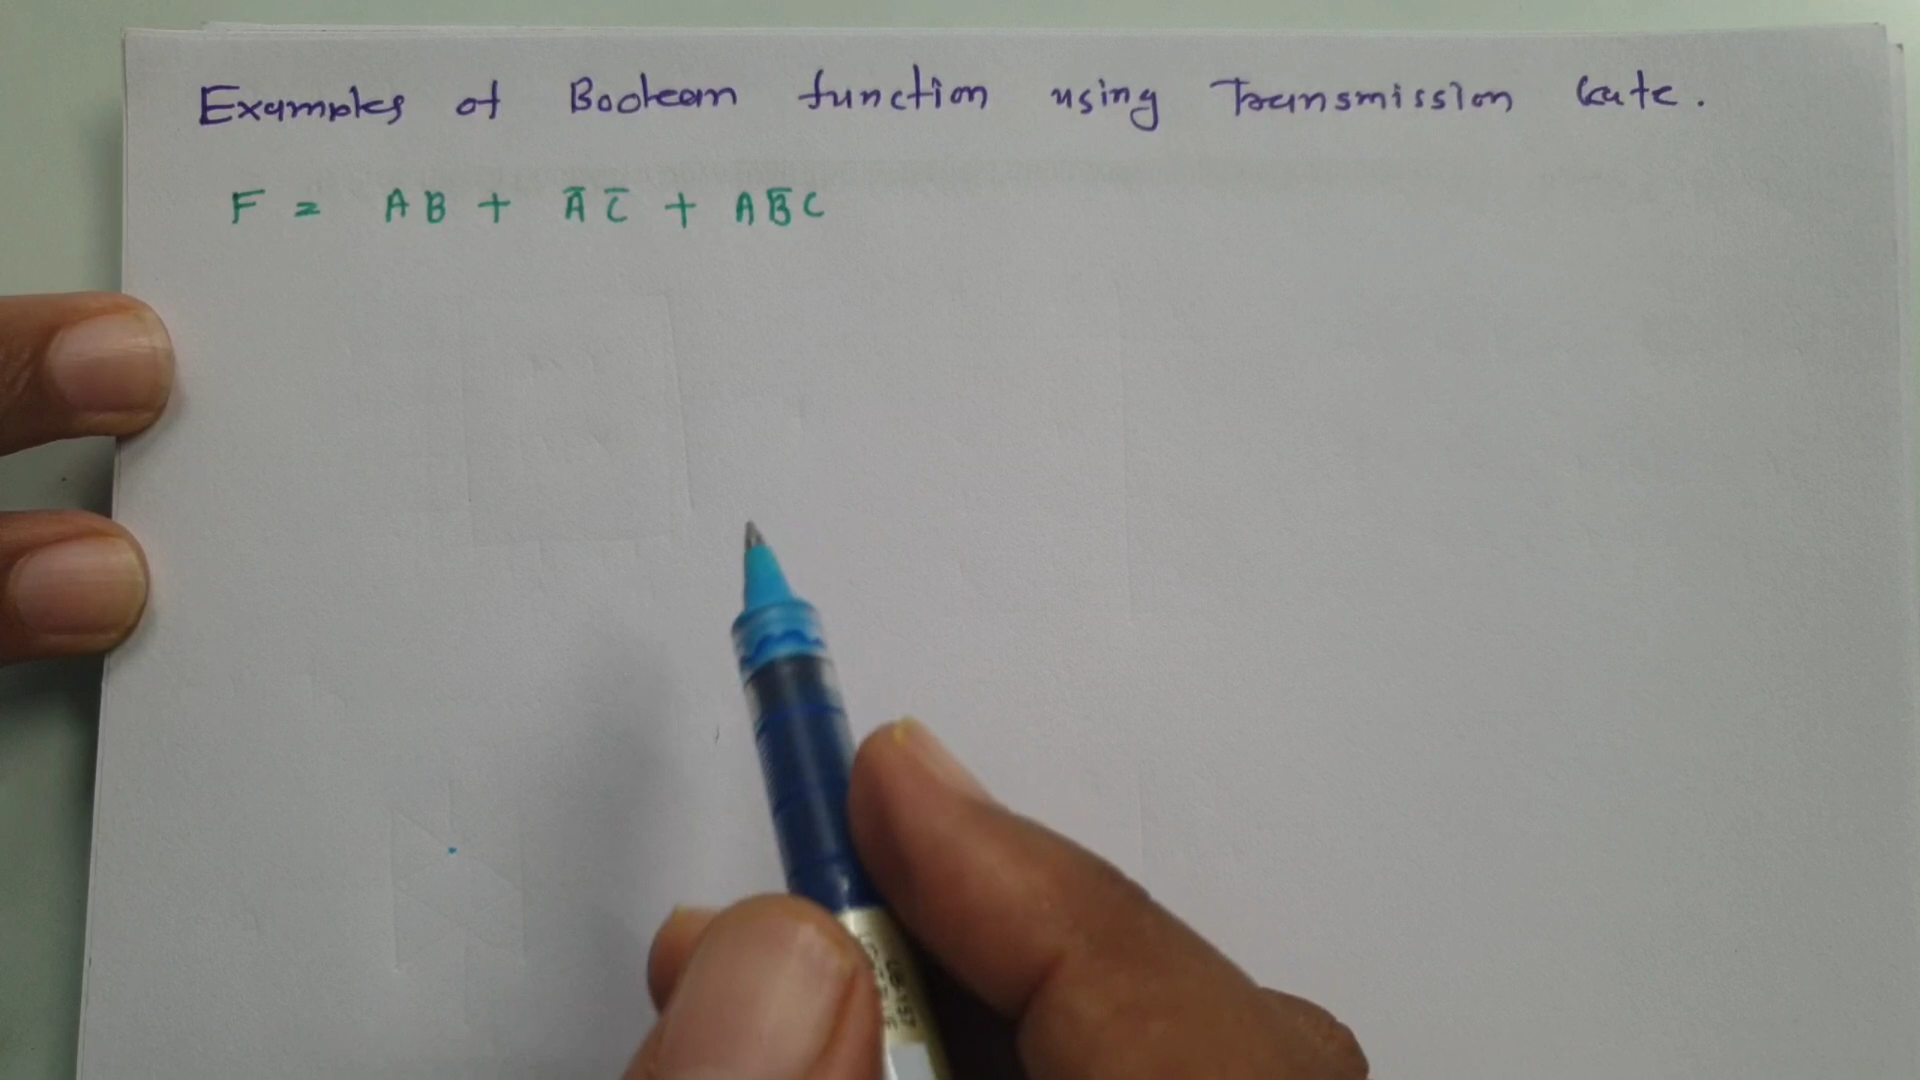 Examples of Boolean function using Transmission Gate.
F = AB + A̅ C̅ + AB̅C